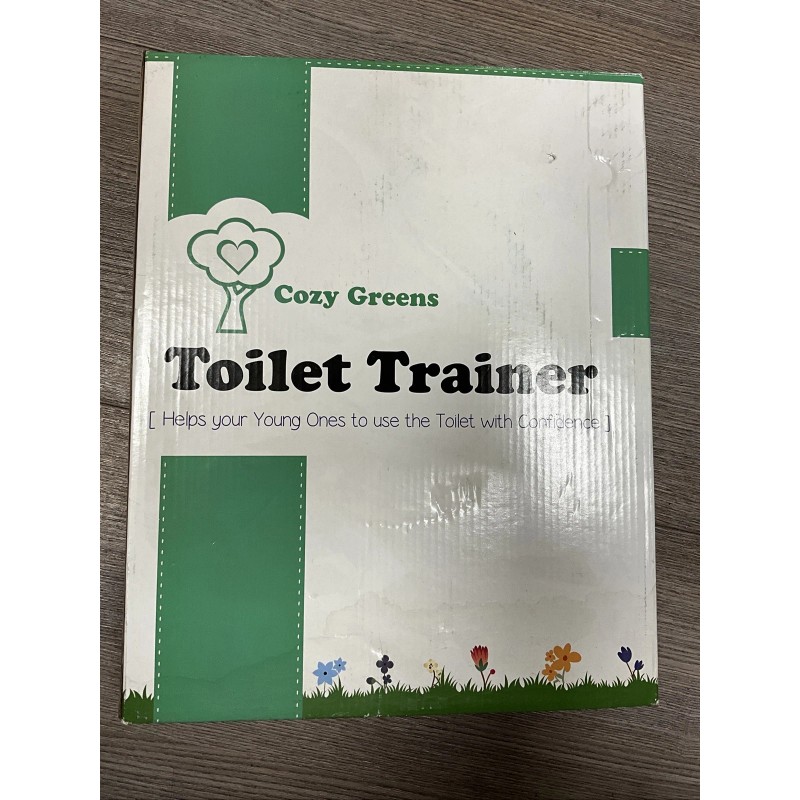 Cozy Greens
Toilet Trainer
[ Helps your Young Ones to use the Toilet with Confidence ]